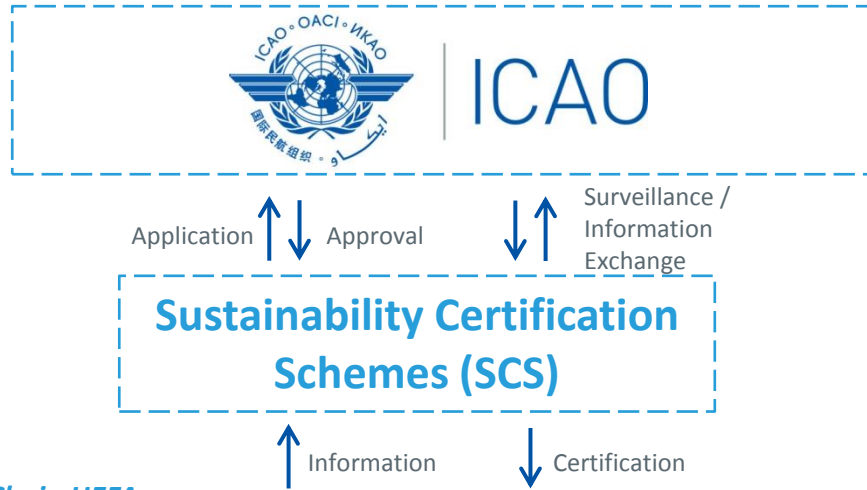 ICAO · OACI · ИКАО
国际民航组织 · إيكاو
ICAO
Application
Approval
Surveillance /
Information
Exchange
Sustainability Certification
Schemes (SCS)
Information
Certification